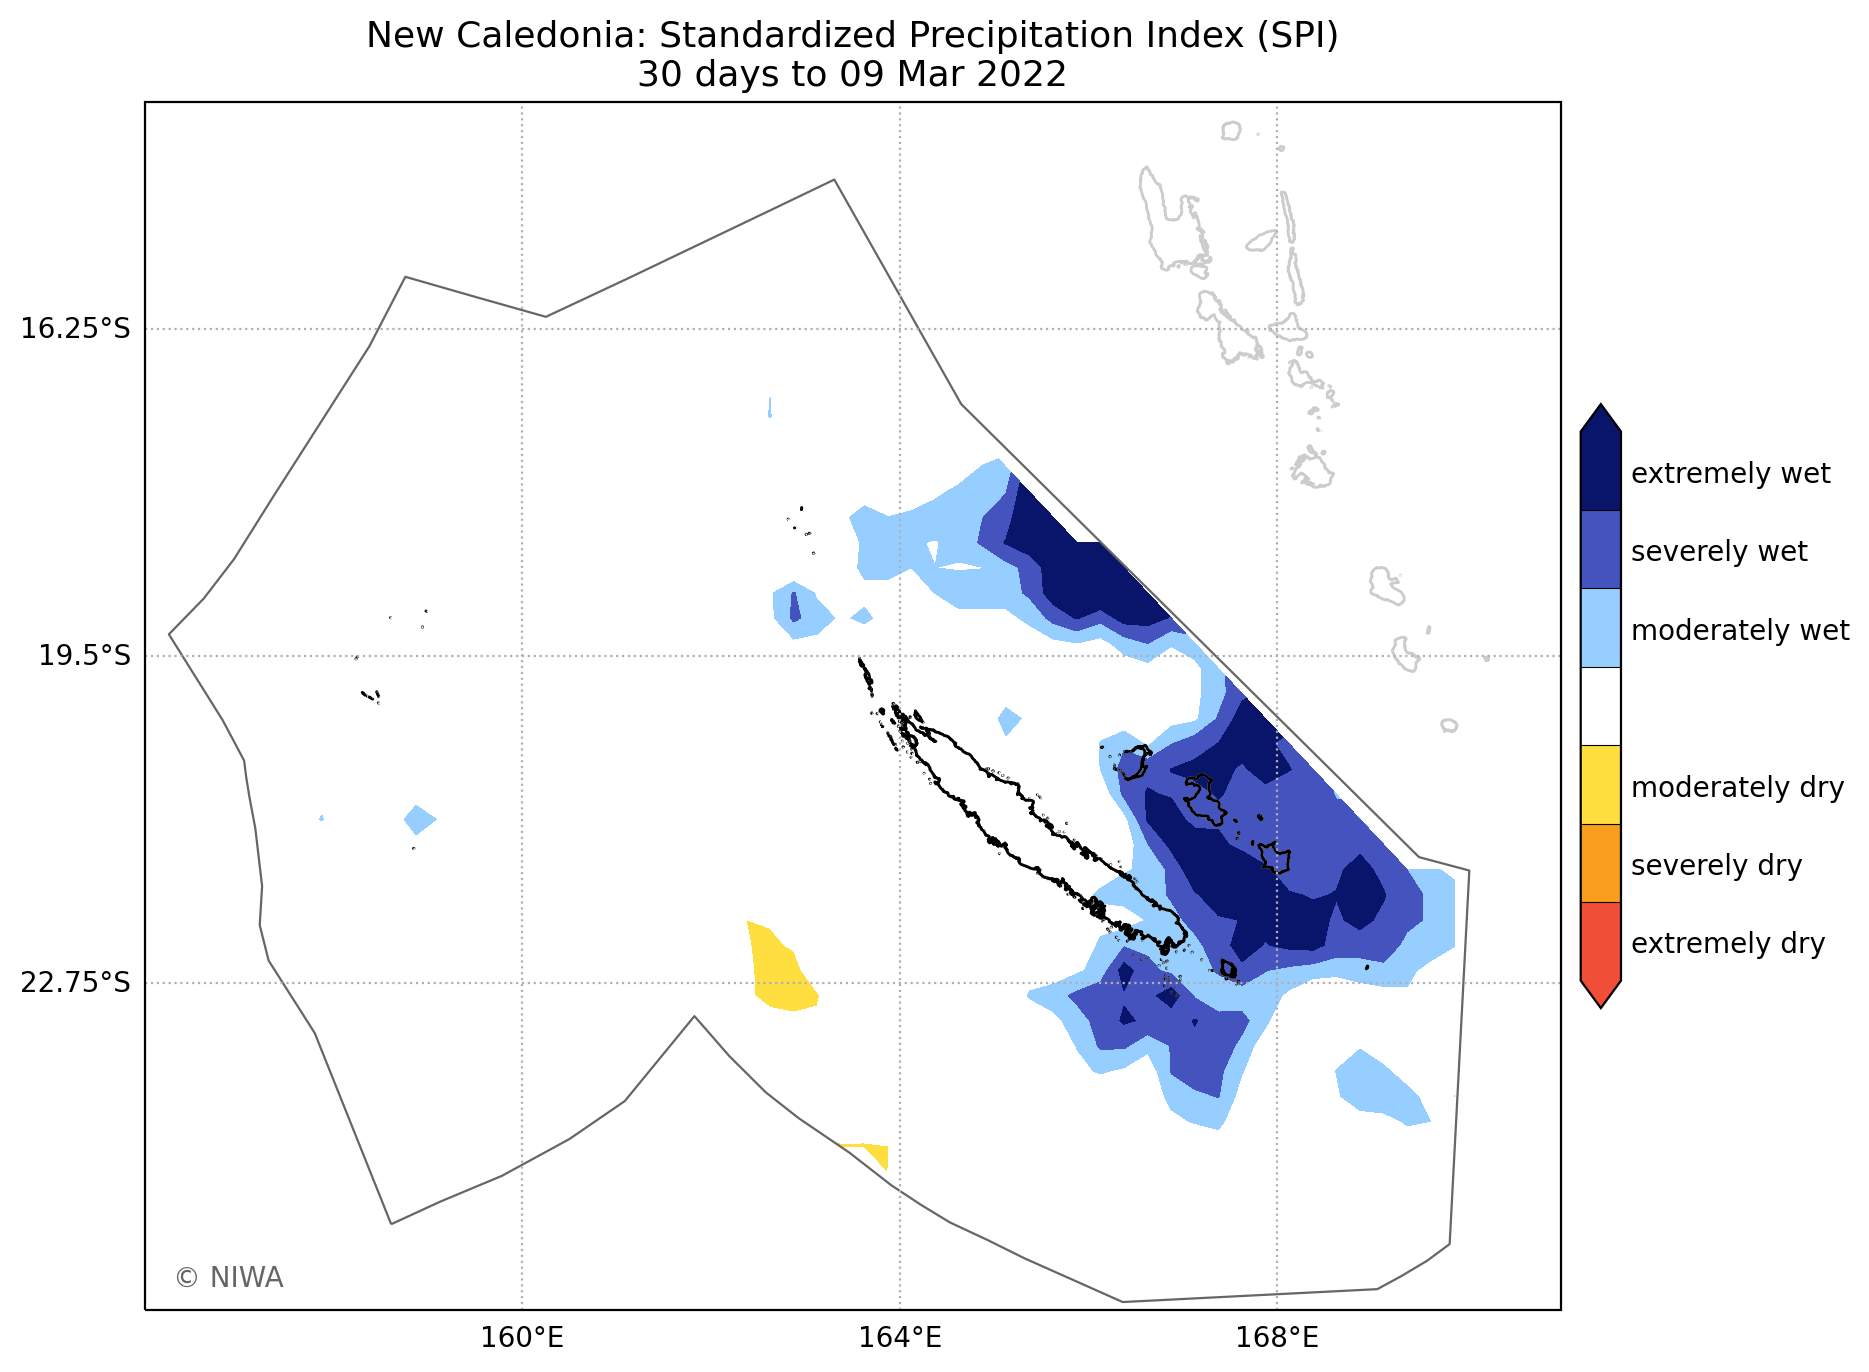 New Caledonia: Standardized Precipitation Index (SPI)
30 days to 09 Mar 2022
16.25°S
19.5°S
22.75°S
160°E
164°E
168°E
extremely wet
severely wet
moderately wet
moderately dry
severely dry
extremely dry
© NIWA